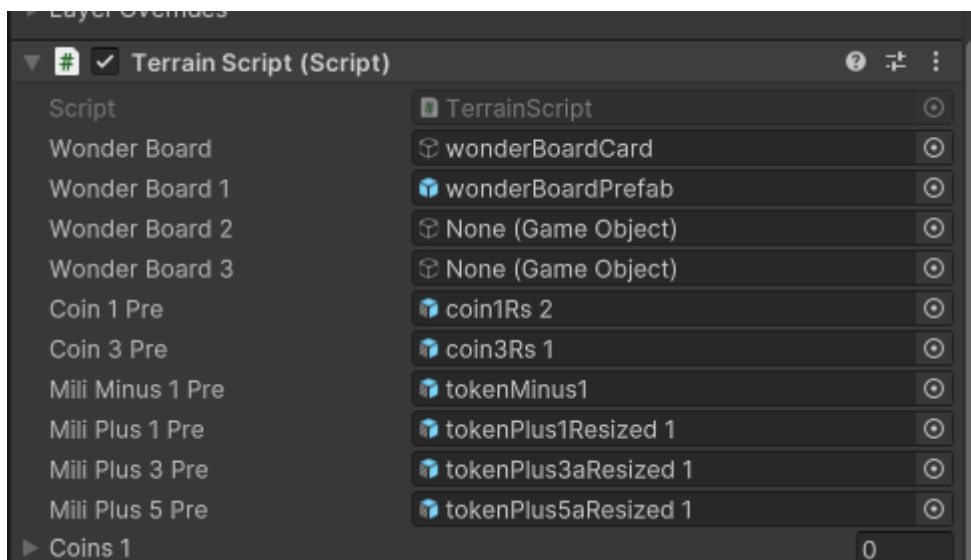 Layer Overrides
# Terrain Script (Script)
Script # TerrainScript
Wonder Board wonderBoardCard
Wonder Board 1 wonderBoardPrefab
Wonder Board 2 None (Game Object)
Wonder Board 3 None (Game Object)
Coin 1 Pre coin1Rs 2
Coin 3 Pre coin3Rs 1
Mili Minus 1 Pre tokenMinus1
Mili Plus 1 Pre tokenPlus1Resized 1
Mili Plus 3 Pre tokenPlus3aResized 1
Mili Plus 5 Pre tokenPlus5aResized 1
Coins 1 0